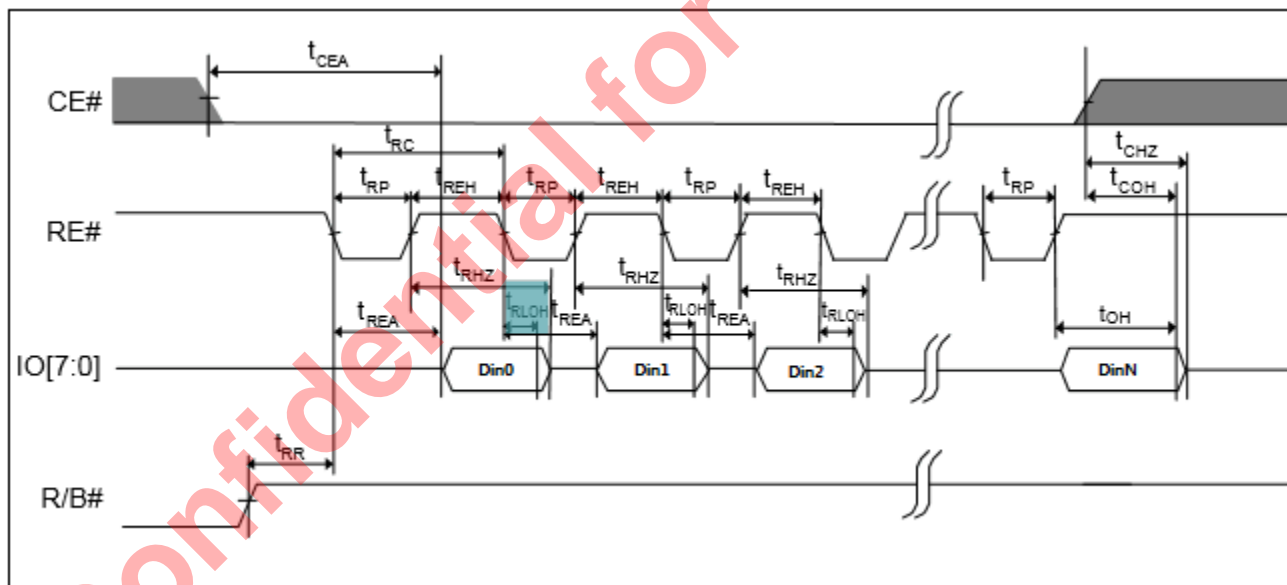 tCEA
CE#
tRC
tCHZ
tRP tREH tRP tREH tRP tREH tRP tCOH
RE#
tRHZ tRHZ tRHZ
tREA tRLOH tREA tRLOH tREA tRLOH tOH
IO[7:0] Din0 Din1 Din2 DinN
tRR
R/B#
onfidential for